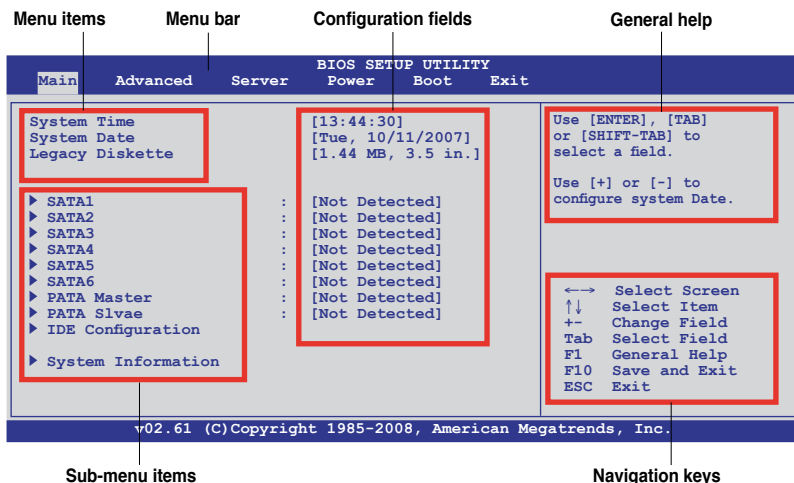 Menu items Menu bar Configuration fields General help
BIOS SETUP UTILITY
Main Advanced Server Power Boot Exit
System Time [13:44:30]
System Date [Tue, 10/11/2007]
Legacy Diskette [1.44 MB, 3.5 in.]
▶ SATA1 : [Not Detected]
▶ SATA2 : [Not Detected]
▶ SATA3 : [Not Detected]
▶ SATA4 : [Not Detected]
▶ SATA5 : [Not Detected]
▶ SATA6 : [Not Detected]
▶ PATA Master : [Not Detected]
▶ PATA Slvae : [Not Detected]
▶ IDE Configuration
▶ System Information
Use [ENTER], [TAB]
or [SHIFT-TAB] to
select a field.
Use [+] or [-] to
configure system Date.
←→ Select Screen
↑↓ Select Item
+- Change Field
Tab Select Field
F1 General Help
F10 Save and Exit
ESC Exit
v02.61 (C)Copyright 1985-2008, American Megatrends, Inc.
Sub-menu items Navigation keys